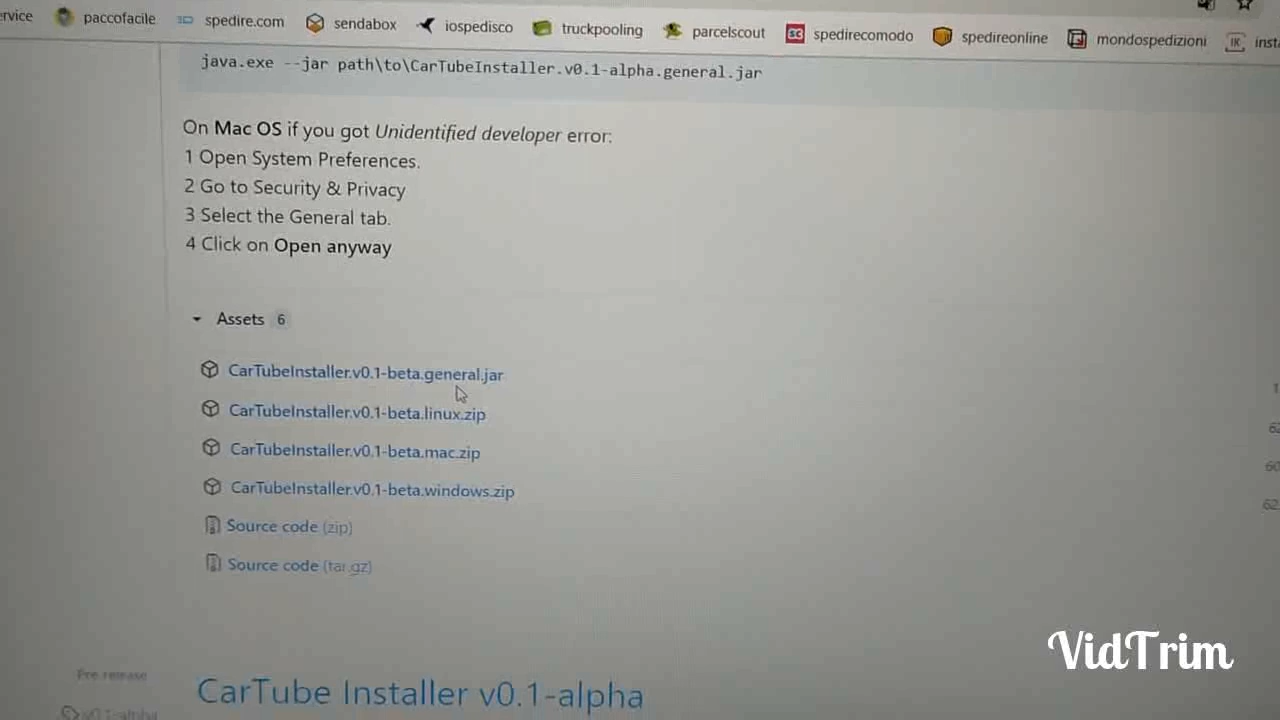 ervice paccofacile spedire.com sendabox iospedisco truckpooling parcelscout spedirecomodo spedireonline mondospedizioni
java.exe --jar path\to\CarTubeInstaller.v0.1-alpha.general.jar
On Mac OS if you got Unidentified developer error:
1 Open System Preferences.
2 Go to Security & Privacy
3 Select the General tab.
4 Click on Open anyway
Assets 6
CarTubeInstaller.v0.1-beta.general.jar
CarTubeInstaller.v0.1-beta.linux.zip
CarTubeInstaller.v0.1-beta.mac.zip
CarTubeInstaller.v0.1-beta.windows.zip
Source code (zip)
Source code (tar.gz)
VidTrim
Pre-release
CarTube Installer v0.1-alpha
v0.1-alpha